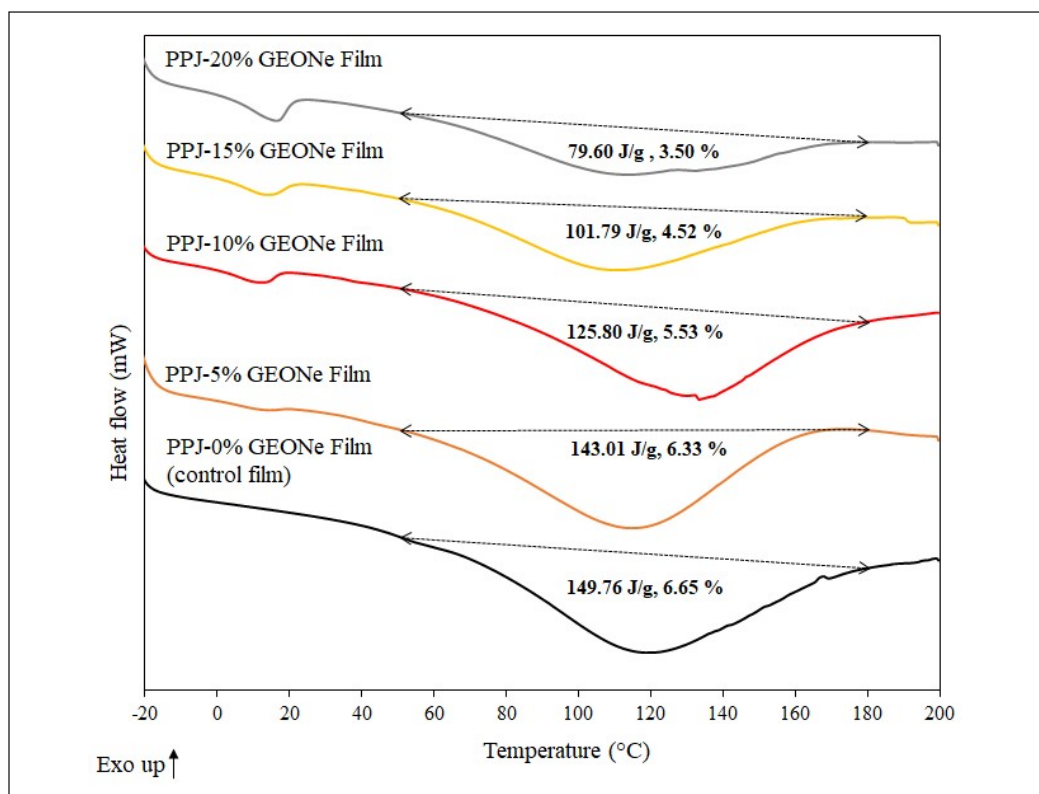 PPJ-20% GEONe Film
79.60 J/g , 3.50 %
PPJ-15% GEONe Film
101.79 J/g, 4.52 %
PPJ-10% GEONe Film
125.80 J/g, 5.53 %
PPJ-5% GEONe Film
143.01 J/g, 6.33 %
PPJ-0% GEONe Film
(control film)
149.76 J/g, 6.65 %
Heat flow (mW)
-20 0 20 40 60 80 100 120 140 160 180 200
Temperature (°C)
Exo up